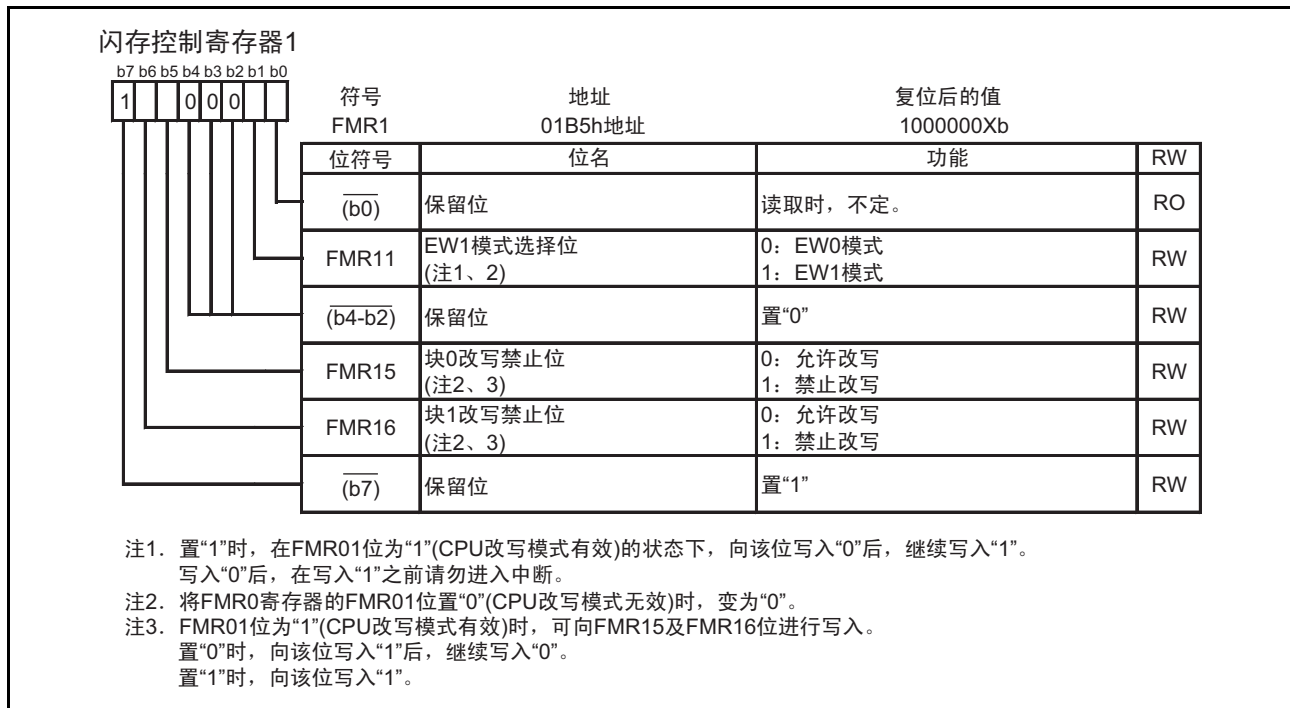 闪存控制寄存器1
b7 b6 b5 b4 b3 b2 b1 b0
1 0 0 0
符号 地址 复位后的值
FMR1 01B5h地址 1000000Xb
位符号 位名 功能 RW
(b0) 保留位 读取时，不定。 RO
FMR11 EW1模式选择位 (注1、2) 0：EW0模式 1：EW1模式 RW
(b4-b2) 保留位 置“0” RW
FMR15 块0改写禁止位 (注2、3) 0：允许改写 1：禁止改写 RW
FMR16 块1改写禁止位 (注2、3) 0：允许改写 1：禁止改写 RW
(b7) 保留位 置“1” RW
注1．置“1”时，在FMR01位为“1”(CPU改写模式有效)的状态下，向该位写入“0”后，继续写入“1”。
写入“0”后，在写入“1”之前请勿进入中断。
注2．将FMR0寄存器的FMR01位置“0”(CPU改写模式无效)时，变为“0”。
注3．FMR01位为“1”(CPU改写模式有效)时，可向FMR15及FMR16位进行写入。
置“0”时，向该位写入“1”后，继续写入“0”。
置“1”时，向该位写入“1”。